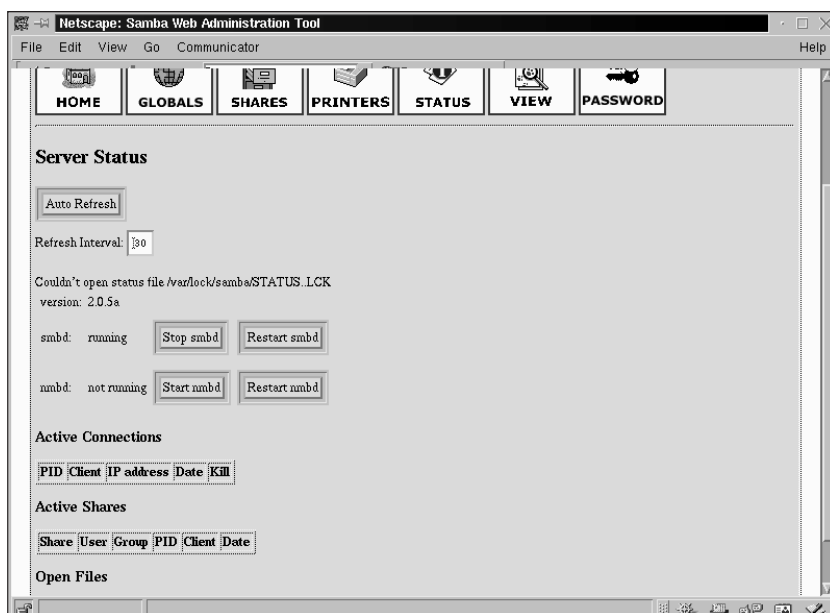 Netscape: Samba Web Administration Tool
File Edit View Go Communicator Help
HOME GLOBALS SHARES PRINTERS STATUS VIEW PASSWORD
Server Status
Auto Refresh
Refresh Interval: 30
Couldn't open status file /var/lock/samba/STATUS..LCK
version: 2.0.5a
smbd: running Stop smbd Restart smbd
nmbd: not running Start nmbd Restart nmbd
Active Connections
PID Client IP address Date Kill
Active Shares
Share User Group PID Client Date
Open Files